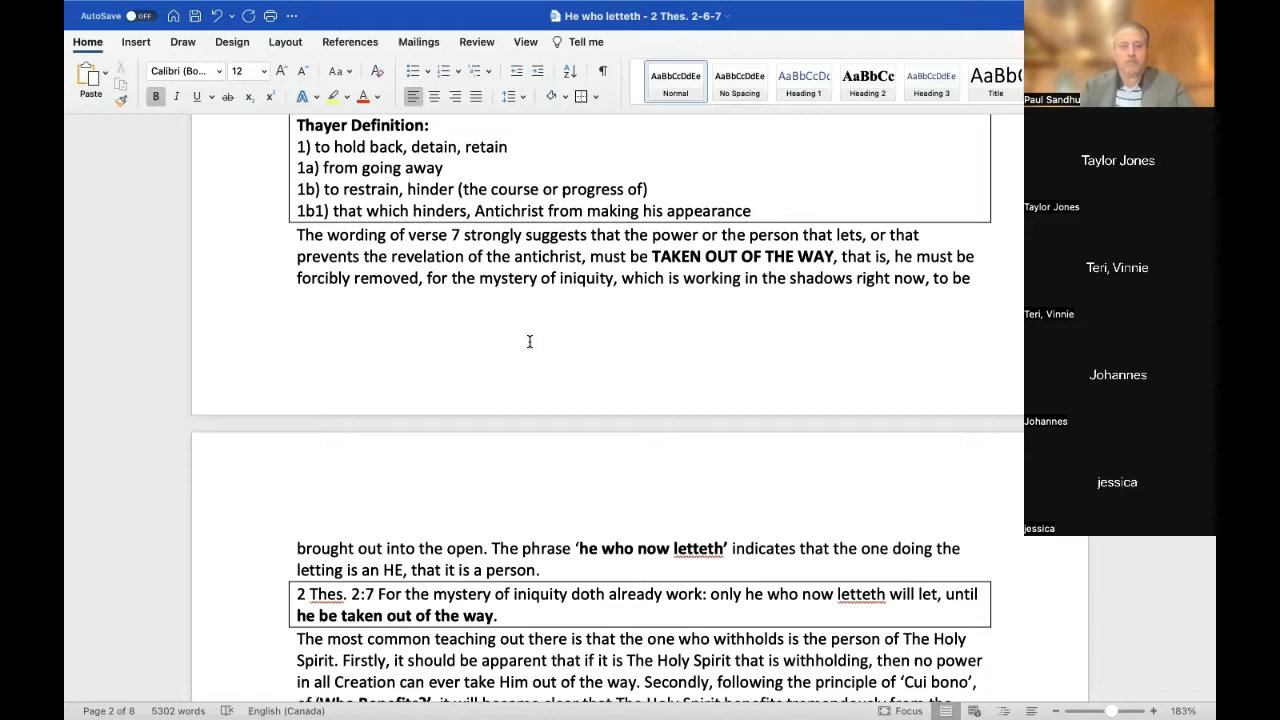 AutoSave OFF
He who letteth - 2 Thes. 2-6-7
Home Insert Draw Design Layout References Mailings Review View Tell me
Paste
Calibri (Bo... 12
AaBbCcDdEe AaBbCcDdEe AaBbCcDc AaBbCc AaBbCcDdEe AaBb
Normal No Spacing Heading 1 Heading 2 Heading 3 Title
Thayer Definition:
1) to hold back, detain, retain
1a) from going away
1b) to restrain, hinder (the course or progress of)
1b1) that which hinders, Antichrist from making his appearance
The wording of verse 7 strongly suggests that the power or the person that lets, or that
prevents the revelation of the antichrist, must be TAKEN OUT OF THE WAY, that is, he must be
forcibly removed, for the mystery of iniquity, which is working in the shadows right now, to be
brought out into the open. The phrase ‘he who now letteth’ indicates that the one doing the
letting is an HE, that it is a person.
2 Thes. 2:7 For the mystery of iniquity doth already work: only he who now letteth will let, until
he be taken out of the way.
The most common teaching out there is that the one who withholds is the person of The Holy
Spirit. Firstly, it should be apparent that if it is The Holy Spirit that is withholding, then no power
in all Creation can ever take Him out of the way. Secondly, following the principle of ‘Cui bono’,
Page 2 of 8 5302 words English (Canada) Focus 183%
Paul Sandhu
Taylor Jones
Taylor Jones
Teri, Vinnie
Teri, Vinnie
Johannes
Johannes
jessica
jessica